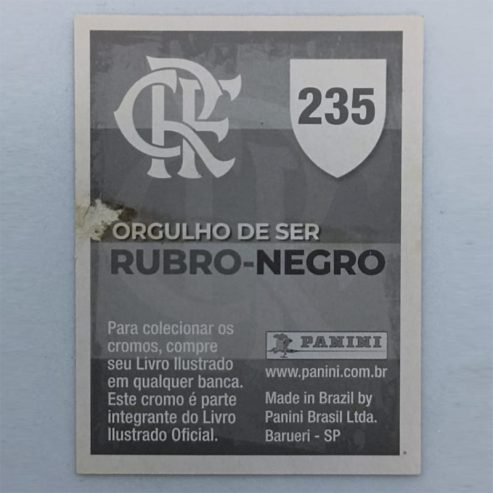 CRF
235
ORGULHO DE SER
RUBRO-NEGRO
Para colecionar os
cromos, compre
seu Livro Ilustrado
em qualquer banca.
Este cromo é parte
integrante do Livro
Ilustrado Oficial.
PANINI
www.panini.com.br
Made in Brazil by
Panini Brasil Ltda.
Barueri - SP